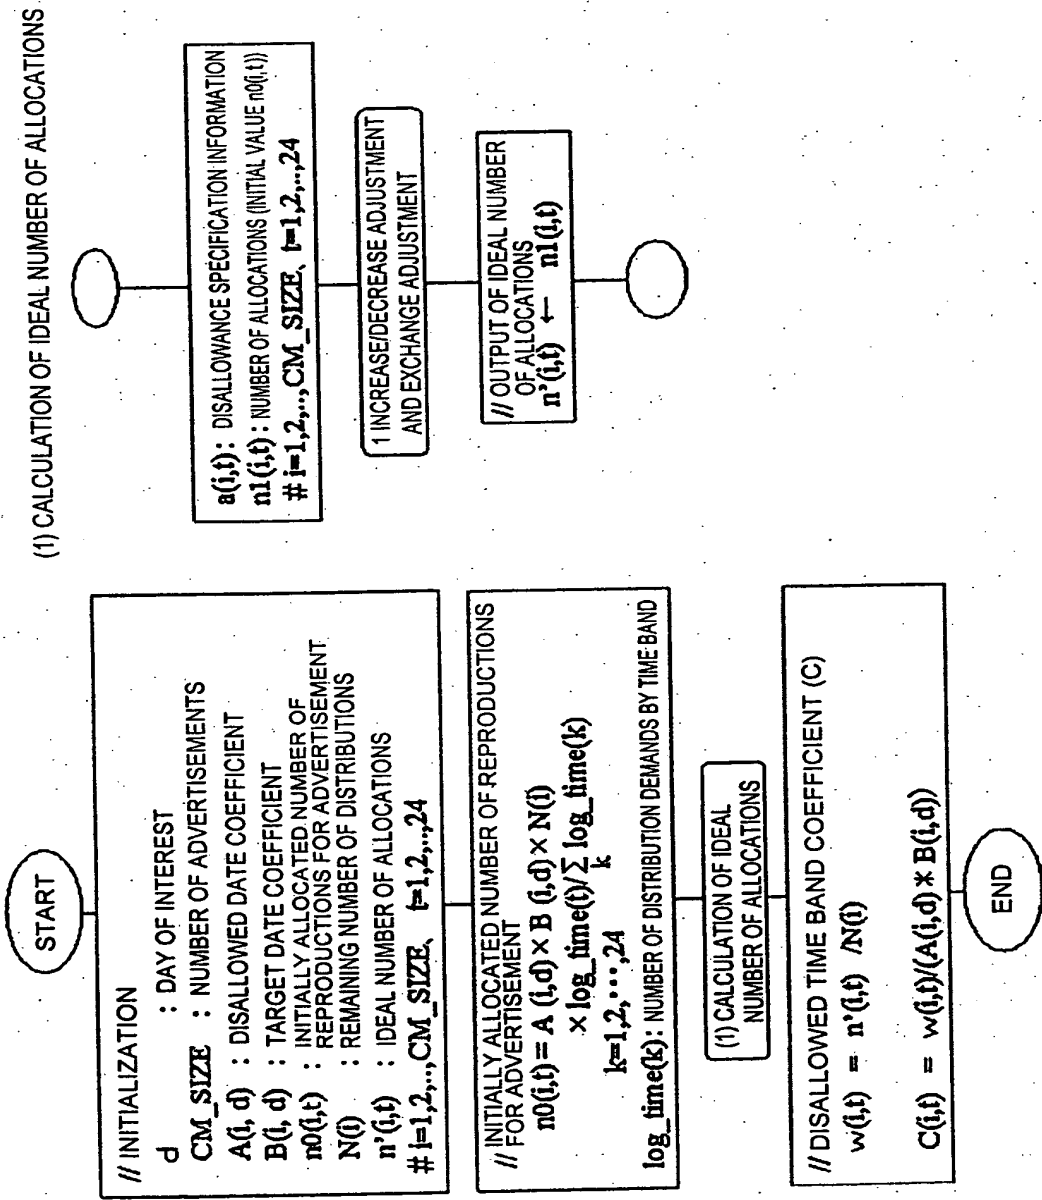 START
// INITIALIZATION
d : DAY OF INTEREST
CM_SIZE : NUMBER OF ADVERTISEMENTS
A(i, d) : DISALLOWED DATE COEFFICIENT
B(i, d) : TARGET DATE COEFFICIENT
n0(i,t) : INITIALLY ALLOCATED NUMBER OF
REPRODUCTIONS FOR ADVERTISEMENT
N(i) : REMAINING NUMBER OF DISTRIBUTIONS
n'(i,t) : IDEAL NUMBER OF ALLOCATIONS
# i=1,2,..,CM_SIZE、 t=1,2,..,24
// INITIALLY ALLOCATED NUMBER OF REPRODUCTIONS
FOR ADVERTISEMENT
n0(i,t) = A (i,d) × B (i,d) × N(i)
× log_time(t)/∑ log_time(k)
k
k=1,2,･･･,24
log_time(k) : NUMBER OF DISTRIBUTION DEMANDS BY TIME BAND
(1) CALCULATION OF IDEAL
NUMBER OF ALLOCATIONS
// DISALLOWED TIME BAND COEFFICIENT (C)
w(i,t) = n'(i,t) /N(i)
C(i,t) = w(i,t)/(A(i,d) × B(i,d))
END
(1) CALCULATION OF IDEAL NUMBER OF ALLOCATIONS
a(i,t) : DISALLOWANCE SPECIFICATION INFORMATION
n1(i,t) : NUMBER OF ALLOCATIONS (INITIAL VALUE n0(i,t))
# i=1,2,..,CM_SIZE、 t=1,2,..,24
1 INCREASE/DECREASE ADJUSTMENT
AND EXCHANGE ADJUSTMENT
// OUTPUT OF IDEAL NUMBER
OF ALLOCATIONS
n'(i,t) ← n1(i,t)